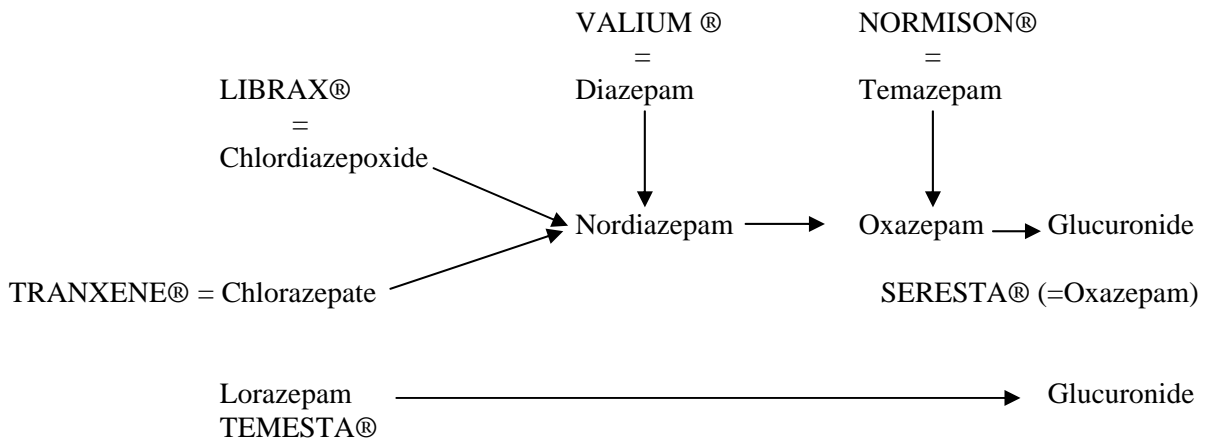 VALIUM ® NORMISON®
= =
LIBRAX® Diazepam Temazepam
=
Chlordiazepoxide
Nordiazepam Oxazepam Glucuronide
TRANXENE® = Chlorazepate SERESTA® (=Oxazepam)
Lorazepam Glucuronide
TEMESTA®